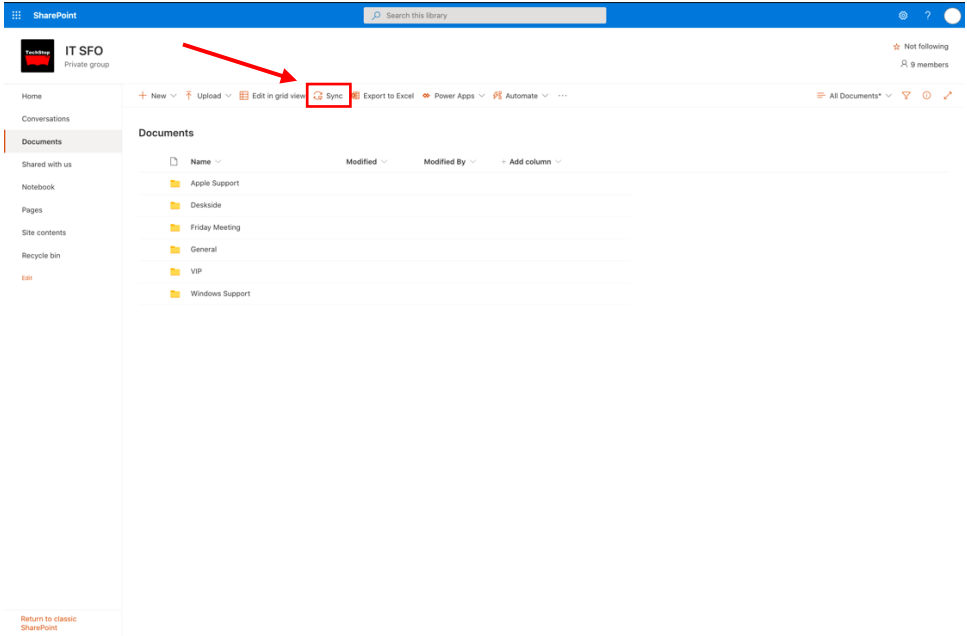 SharePoint
Search this library
?
TechStop
IT SFO
Private group
Not following
9 members
Home
Conversations
Documents
Shared with us
Notebook
Pages
Site contents
Recycle bin
Edit
+ New
Upload
Edit in grid view
Sync
Export to Excel
Power Apps
Automate
...
All Documents*
Documents
Name
Modified
Modified By
+ Add column
Apple Support
Deskside
Friday Meeting
General
VIP
Windows Support
Return to classic
SharePoint